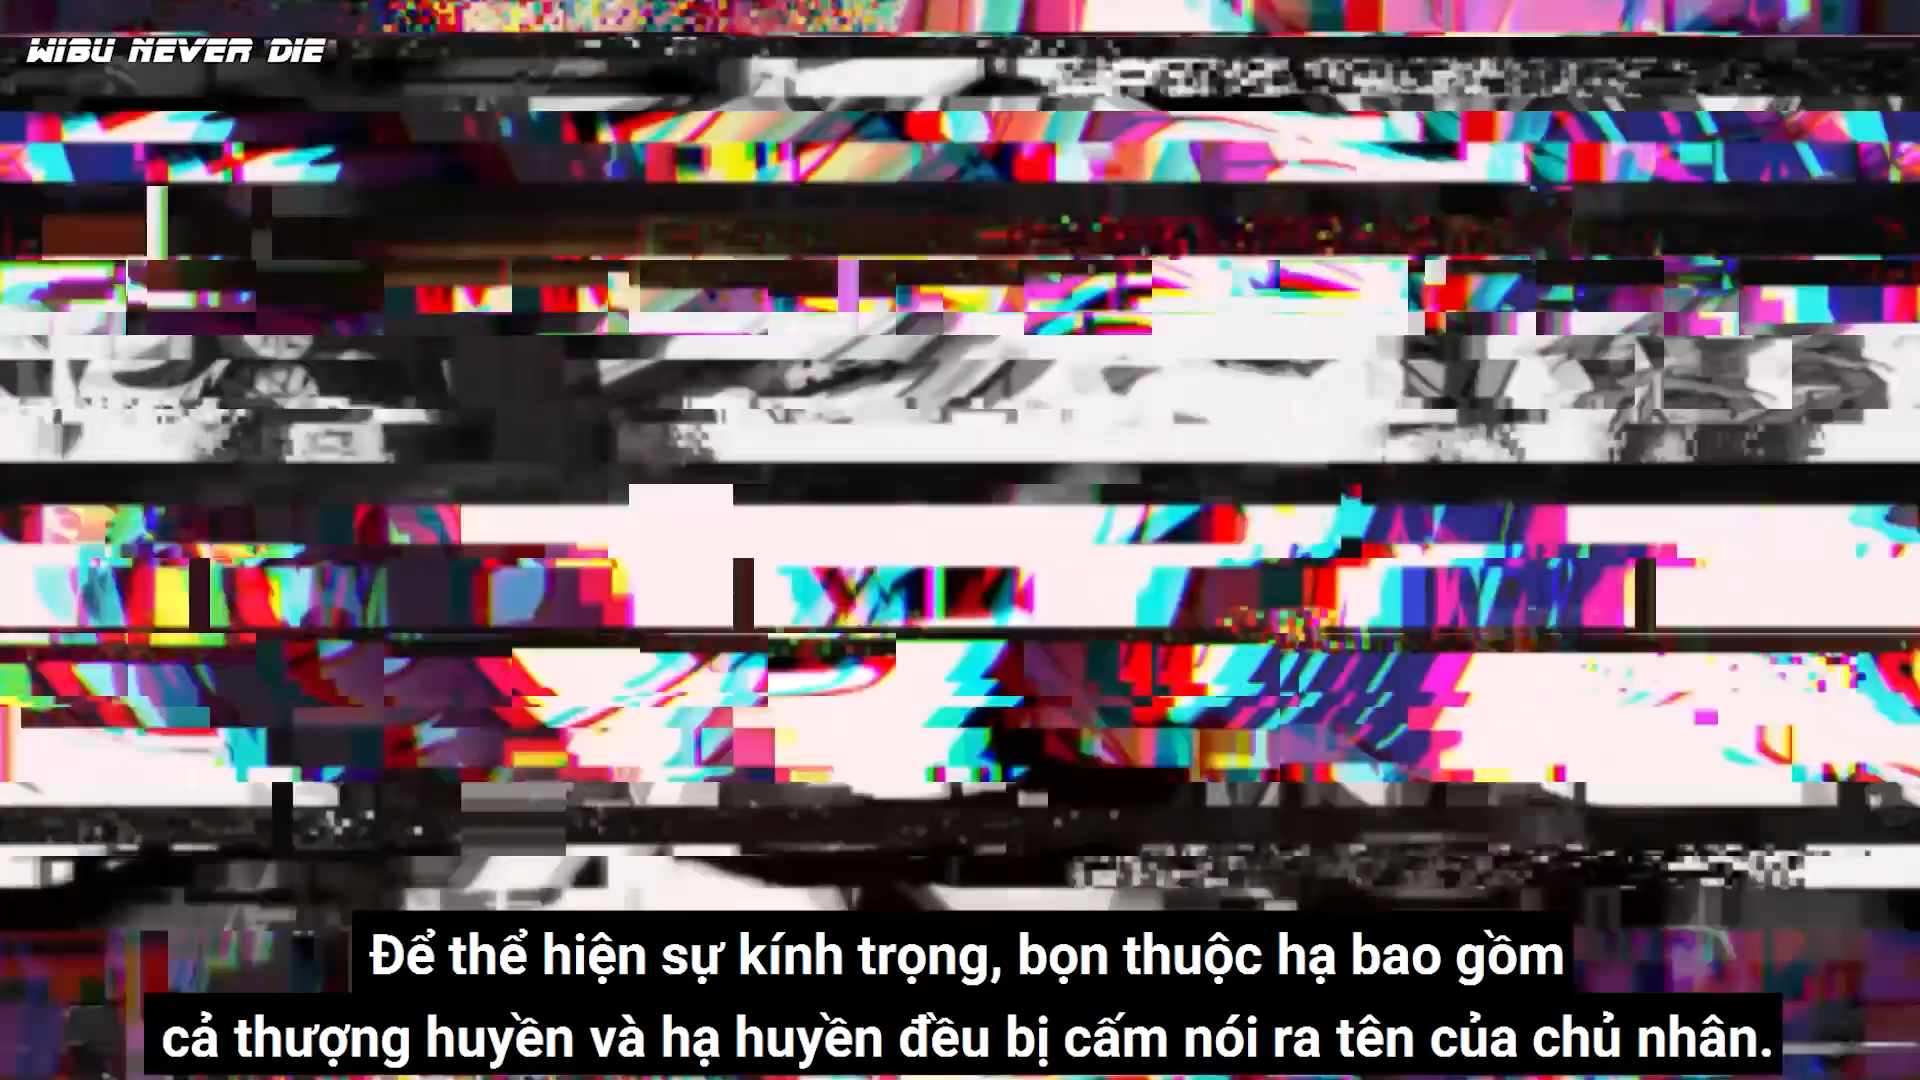 WIBU NEVER DIE
Để thể hiện sự kính trọng, bọn thuộc hạ bao gồm
cả thượng huyền và hạ huyền đều bị cấm nói ra tên của chủ nhân.